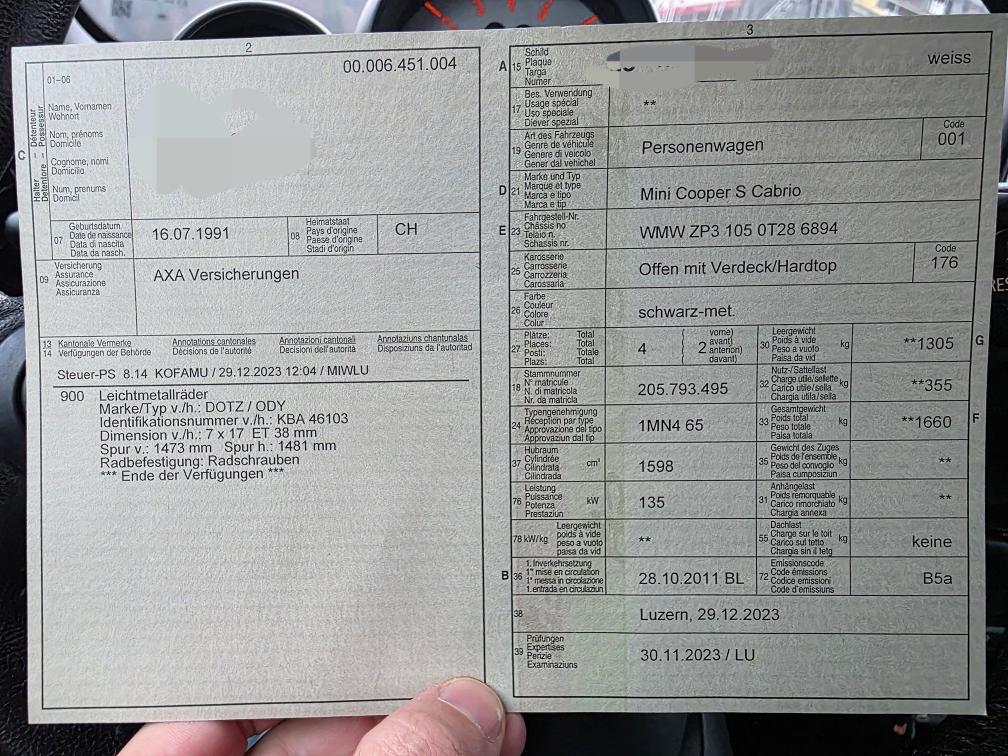 2
00.006.451.004
01–06
Halter – Détenteur
Detentore – Possessur
C
Name, Vornamen
Wohnort
Nom, prénoms
Domicile
Cognome, nomi
Domicilio
Num, prenums
Domicil
07
Geburtsdatum
Date de naissance
Data di nascita
Data da nasch.
16.07.1991
08
Heimatstaat
Pays d'origine
Paese d'origine
Stadi d'origin
CH
09
Versicherung
Assurance
Assicurazione
Assicuranza
AXA Versicherungen
13 Kantonale Vermerke Annotations cantonales Annotazioni cantonali Annotaziuns chantunalas
14 Verfügungen der Behörde Décisions de l'autorité Decisioni dell'autorità Disposiziuns da l'autoritad
Steuer-PS 8.14 KOFAMU / 29.12.2023 12:04 / MIWLU
900 Leichtmetallräder
Marke/Typ v./h.: DOTZ / ODY
Identifikationsnummer v./h.: KBA 46103
Dimension v./h.: 7 x 17 ET 38 mm
Spur v.: 1473 mm Spur h.: 1481 mm
Radbefestigung: Radschrauben
*** Ende der Verfügungen ***
3
A 15
Schild
Plaque
Targa
Numer
weiss
17
Bes. Verwendung
Usage spécial
Uso speciale
Diever spezial
**
19
Art des Fahrzeugs
Genre de véhicule
Genere di veicolo
Gener dal vehichel
Personenwagen
Code
001
D 21
Marke und Typ
Marque et type
Marca e tipo
Marca e tip
Mini Cooper S Cabrio
E 23
Fahrgestell-Nr.
Châssis no
Telaio n.
Schassis nr.
WMW ZP3 105 0T28 6894
25
Karosserie
Carrosserie
Carrozzeria
Carossaria
Offen mit Verdeck/Hardtop
Code
176
26
Farbe
Couleur
Colore
Colur
schwarz-met.
27
Plätze: Total
Places: Total
Posti: Totale
Plazs: Total
4
2
vorne)
avant)
anteriori)
davant)
30
Leergewicht
Poids à vide
Peso a vuoto
Paisa da vid
kg
**1305
G
18
Stammnummer
N° matricule
N. di matricola
Nr. da matricla
205.793.495
32
Nutz-/Sattellast
Charge utile/sellette
Carico utile/sella
Chargia utila/sella
kg
**355
24
Typengenehmigung
Réception par type
Approvazione del tipo
Approvaziun dal tip
1MN4 65
33
Gesamtgewicht
Poids total
Peso totale
Paisa totala
kg
**1660
F
37
Hubraum
Cylindrée
Cilindrata
Cilindrada
cm³
1598
35
Gewicht des Zuges
Poids de l'ensemble
Peso del convoglio
Paisa cumposiziun
kg
**
76
Leistung
Puissance
Potenza
Prestaziun
kW
135
31
Anhängelast
Poids remorquable
Carico rimorchiato
Chargia annexa
kg
**
78 kW/kg
Leergewicht
poids à vide
peso a vuoto
paisa da vid
**
55
Dachlast
Charge sur le toit
Carico sul tetto
Chargia sin il tetg
kg
keine
B 36
1. Inverkehrsetzung
1re mise en circulation
1a messa in circolazione
1. entrada en circulaziun
28.10.2011 BL
72
Emissionscode
Code émissions
Codice emissioni
Code d'emissiuns
B5a
38
Luzern, 29.12.2023
39
Prüfungen
Expertises
Perizie
Examinaziuns
30.11.2023 / LU